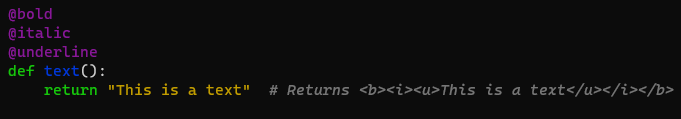 @bold
@italic
@underline
def text():
    return "This is a text"  # Returns <b><i><u>This is a text</u></i></b>